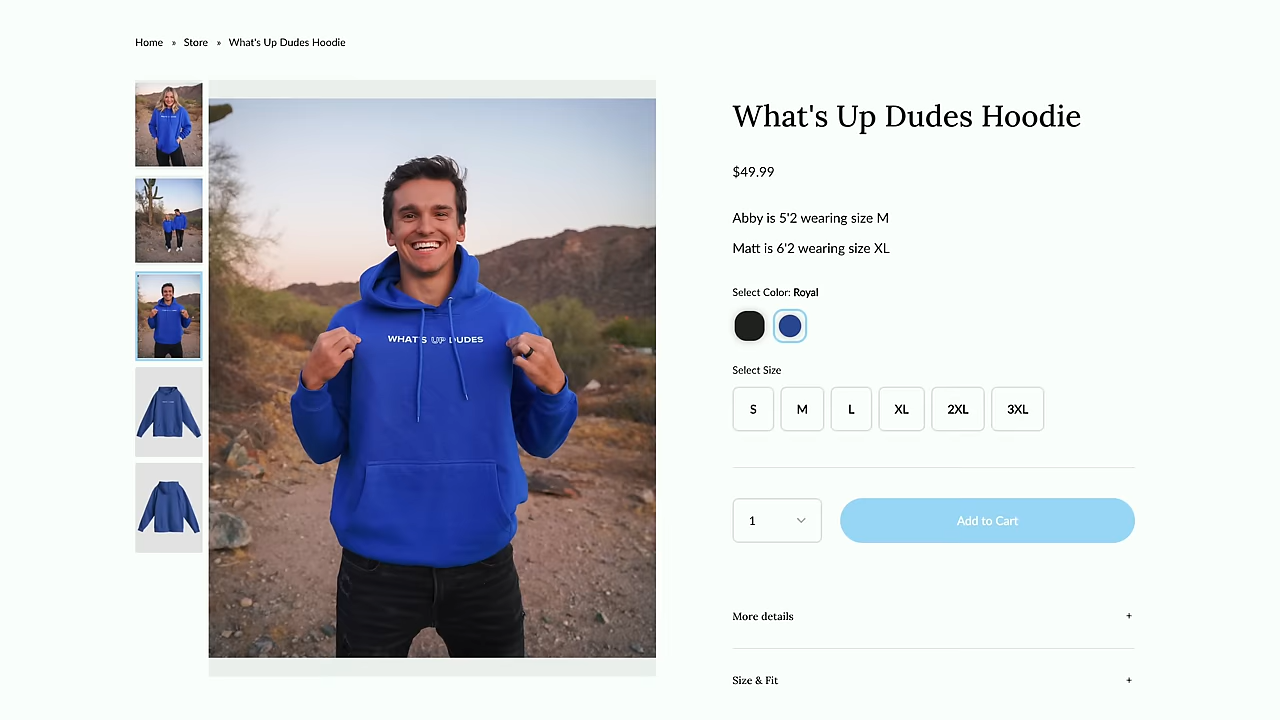 Home » Store » What's Up Dudes Hoodie
WHAT'S UP DUDES
What's Up Dudes Hoodie
$49.99
Abby is 5'2 wearing size M
Matt is 6'2 wearing size XL
Select Color: Royal
Select Size
S M L XL 2XL 3XL
1 Add to Cart
More details +
Size & Fit +